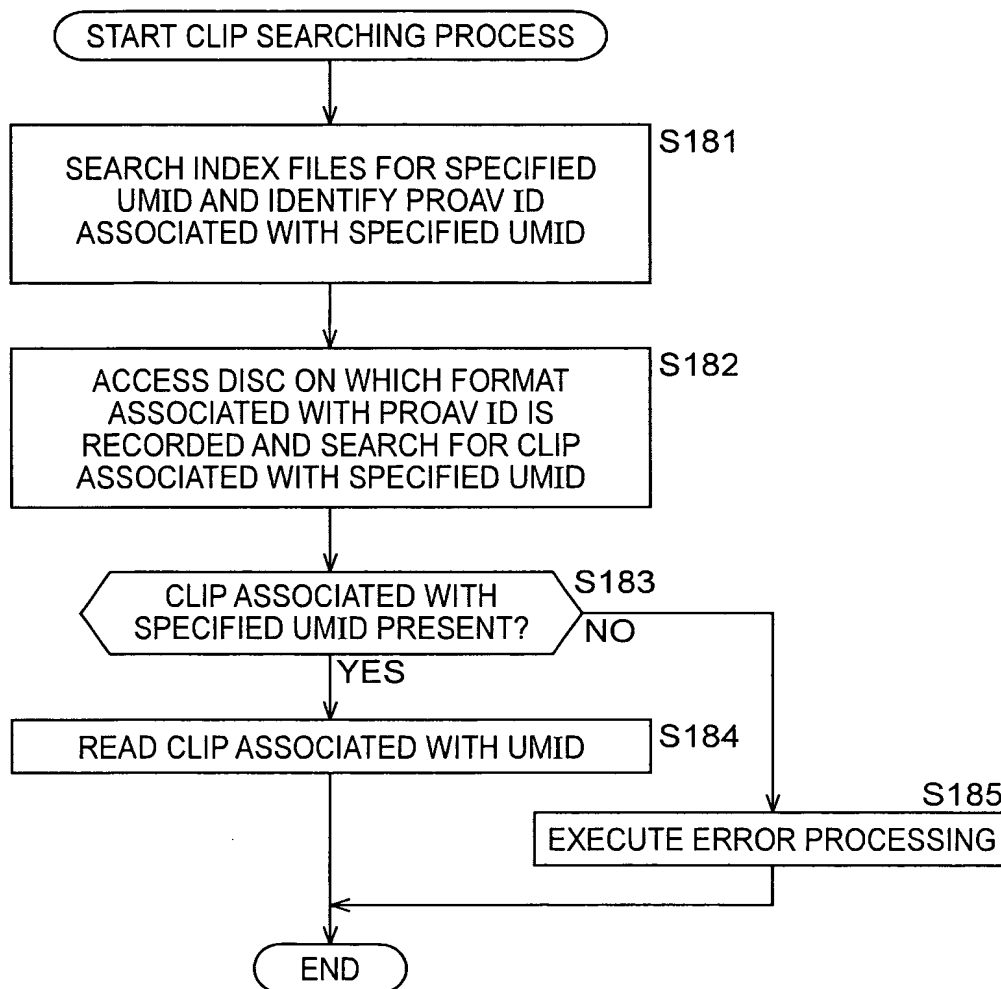 START CLIP SEARCHING PROCESS
S181
SEARCH INDEX FILES FOR SPECIFIED
UMID AND IDENTIFY PROAV ID
ASSOCIATED WITH SPECIFIED UMID
S182
ACCESS DISC ON WHICH FORMAT
ASSOCIATED WITH PROAV ID IS
RECORDED AND SEARCH FOR CLIP
ASSOCIATED WITH SPECIFIED UMID
S183
CLIP ASSOCIATED WITH
SPECIFIED UMID PRESENT?
NO
YES
READ CLIP ASSOCIATED WITH UMID
S184
S185
EXECUTE ERROR PROCESSING
END